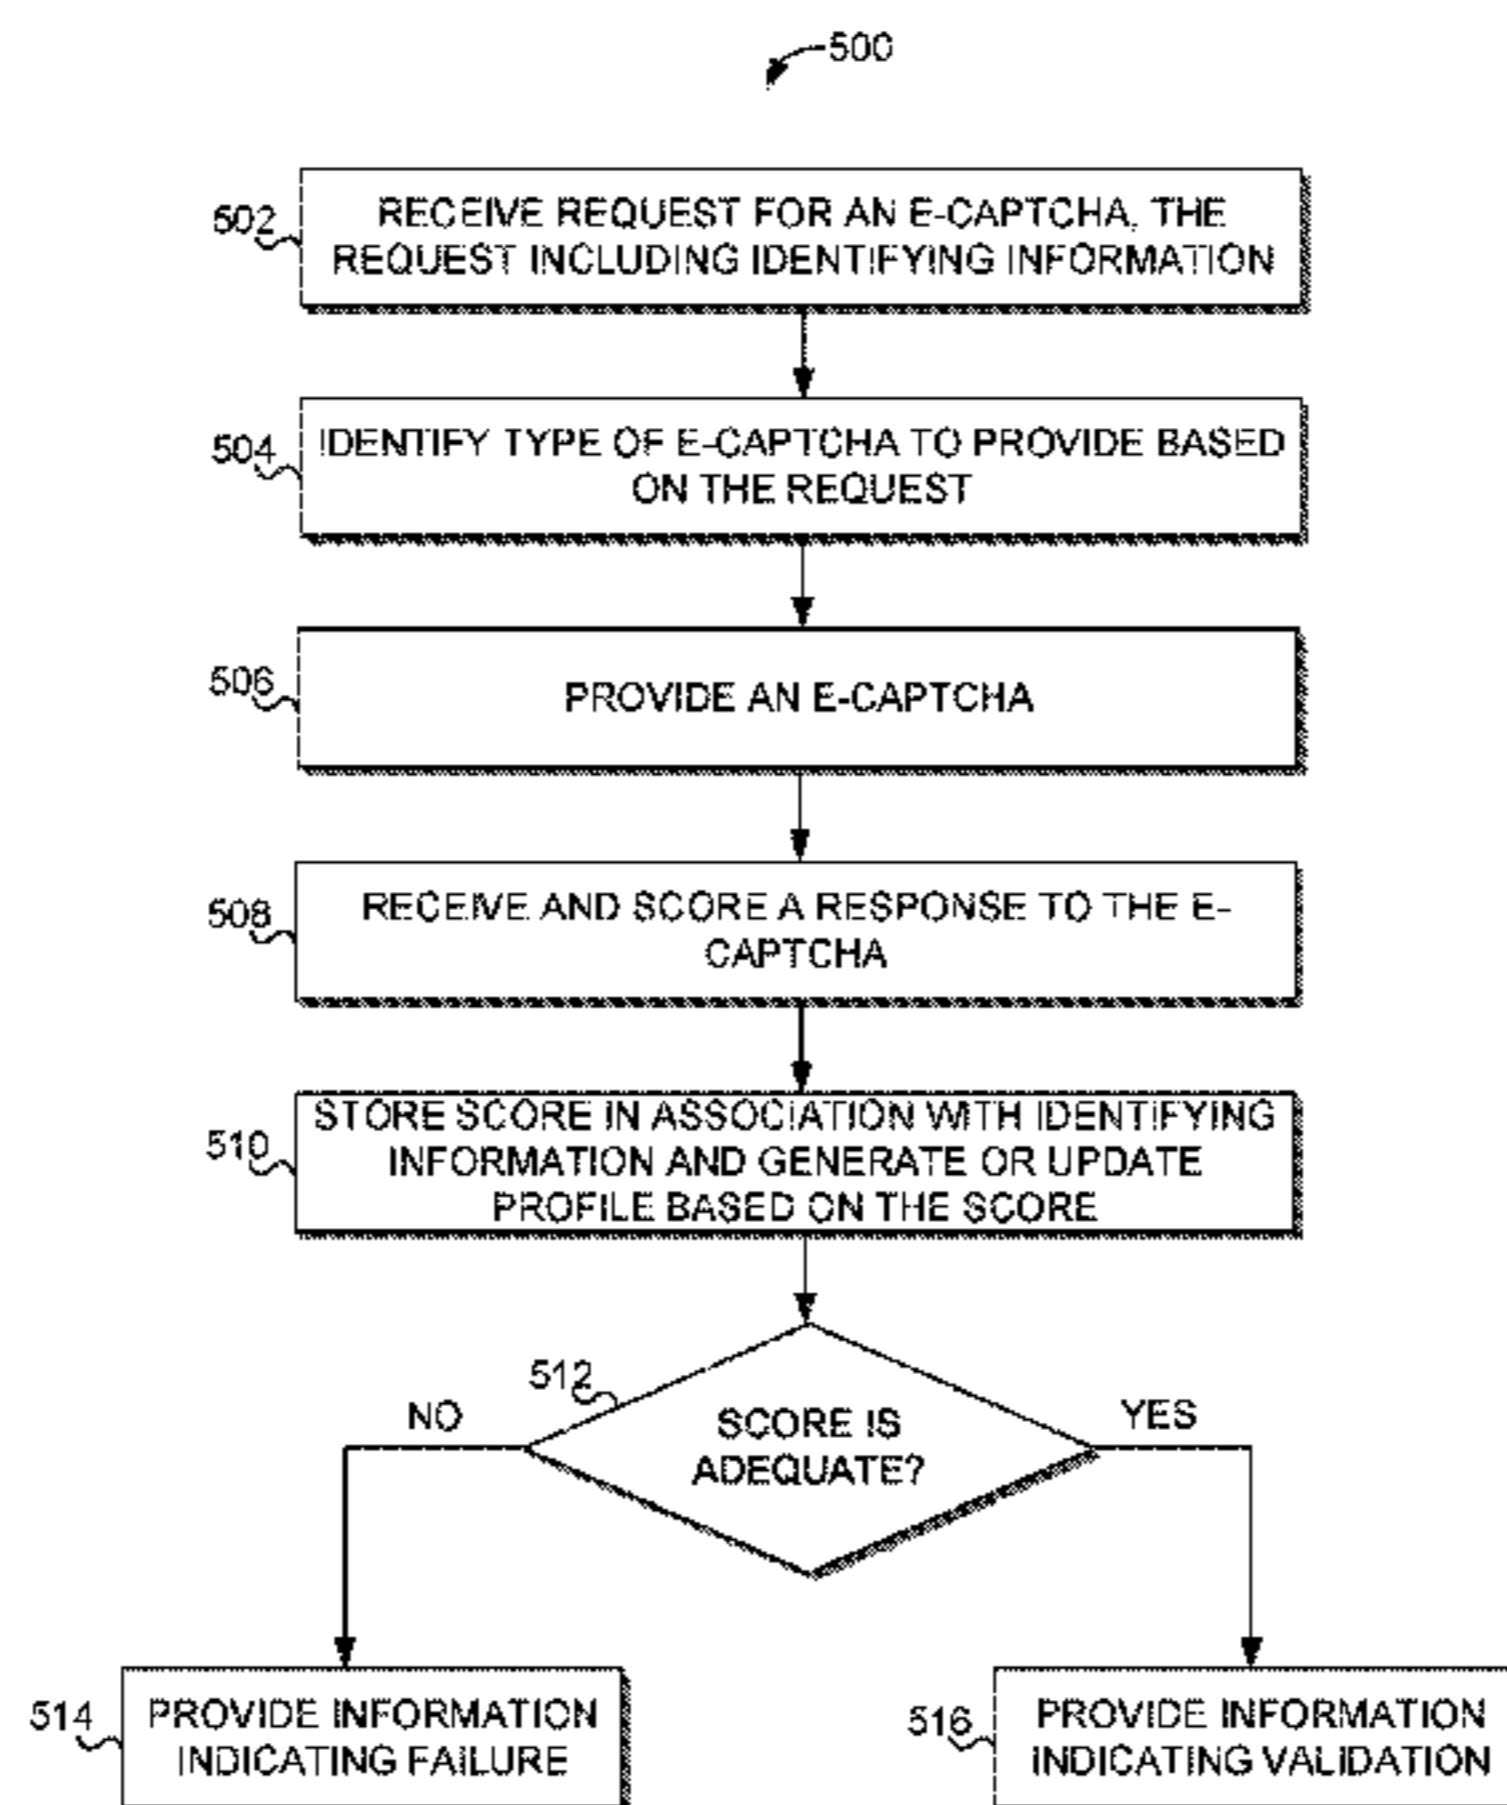 500
502
RECEIVE REQUEST FOR AN E-CAPTCHA, THE
REQUEST INCLUDING IDENTIFYING INFORMATION
504
IDENTIFY TYPE OF E-CAPTCHA TO PROVIDE BASED
ON THE REQUEST
506
PROVIDE AN E-CAPTCHA
508
RECEIVE AND SCORE A RESPONSE TO THE E-
CAPTCHA
510
STORE SCORE IN ASSOCIATION WITH IDENTIFYING
INFORMATION AND GENERATE OR UPDATE
PROFILE BASED ON THE SCORE
512
NO
SCORE IS
ADEQUATE?
YES
514
PROVIDE INFORMATION
INDICATING FAILURE
516
PROVIDE INFORMATION
INDICATING VALIDATION